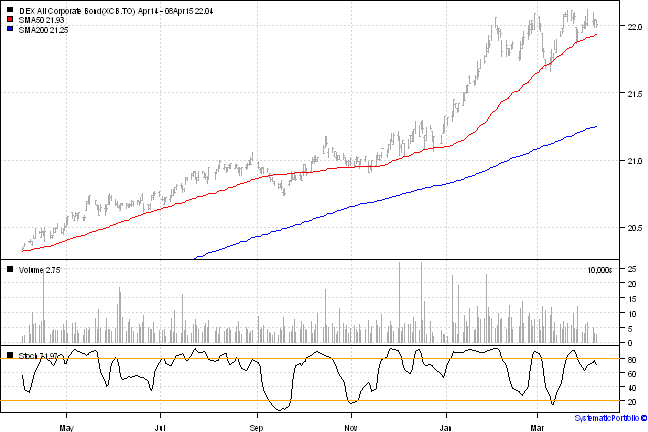 DEX All Corporate Bond(XCB.TO) Apr14 - 08Apr15 22.04
SMA50 21.93
SMA200 21.25
22.0
21.5
21.0
20.5
Volume 2.75
10,000s
25
20
15
10
5
0
Stoch 71.97
80
60
40
20
May
Jul
Sep
Nov
Jan
Mar
SystematicPortfolio ©